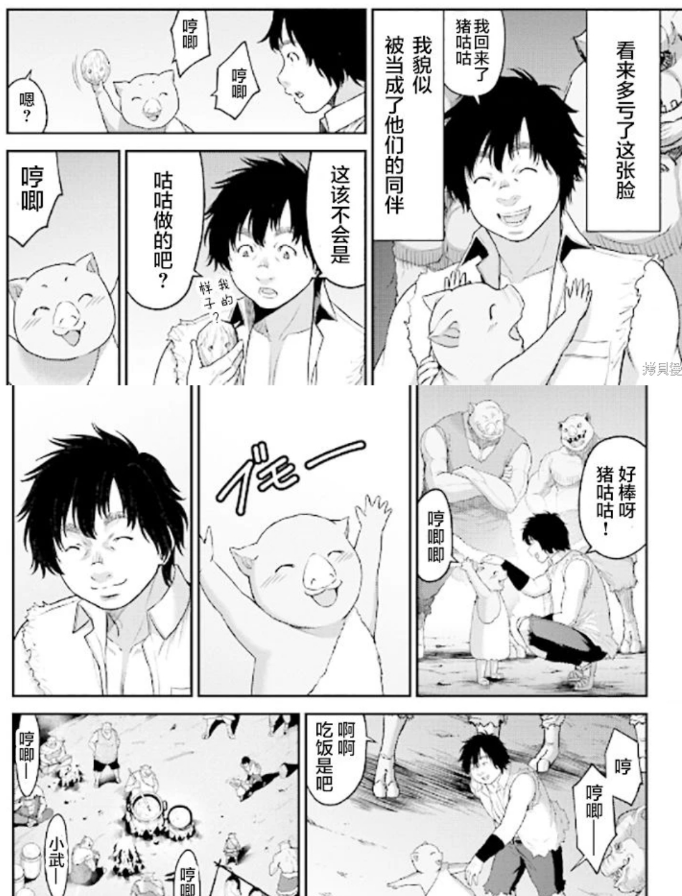 看来多亏了这张脸
我回来了
猪咕咕
我貌似
被当成了他们的同伴
哼唧
哼唧
嗯?
这该不会是
咕咕做的吧?
我的
样子?
哼唧
好棒呀
猪咕咕!
哼唧唧
ブモー
哼
哼唧—
啊啊
吃饭是吧
哼唧—
小武—
哼唧
拷貝漫